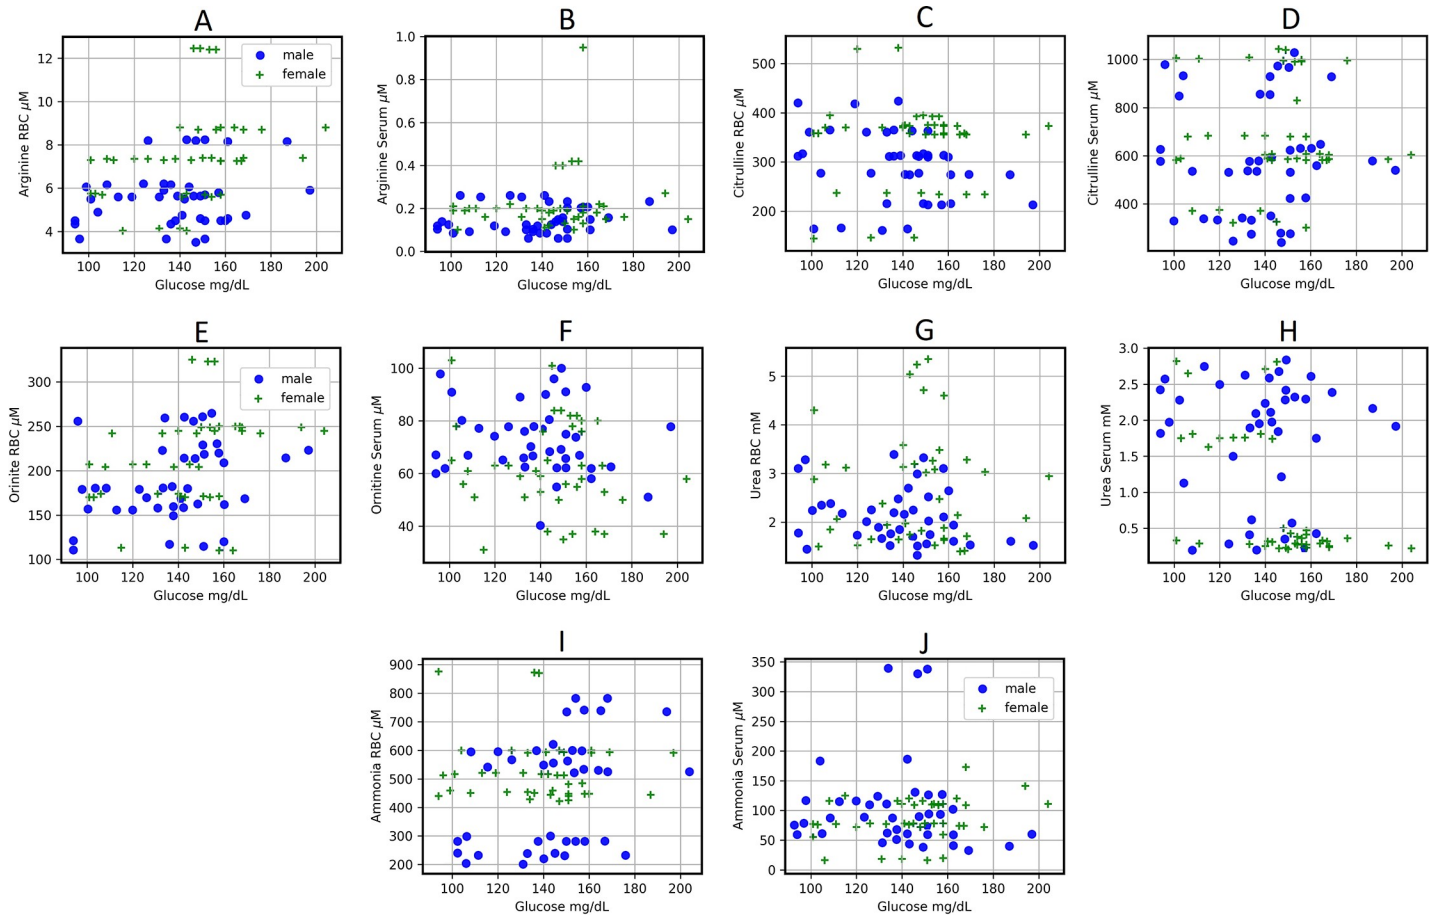 A
B
C
D
Arginine RBC µM
12
10
8
6
4
male
female
100 120 140 160 180 200
Glucose mg/dL
Arginine Serum µM
1.0
0.8
0.6
0.4
0.2
0.0
100 120 140 160 180 200
Glucose mg/dL
Citrulline RBC µM
500
400
300
200
100 120 140 160 180 200
Glucose mg/dL
Citrulline Serum µM
1000
800
600
400
100 120 140 160 180 200
Glucose mg/dL
E
F
G
H
Orinite RBC µM
300
250
200
150
100
male
female
100 120 140 160 180 200
Glucose mg/dL
Ornitine Serum µM
100
80
60
40
100 120 140 160 180 200
Glucose mg/dL
Urea RBC mM
5
4
3
2
100 120 140 160 180 200
Glucose mg/dL
Urea Serum mM
3.0
2.5
2.0
1.5
1.0
0.5
100 120 140 160 180 200
Glucose mg/dL
I
J
Ammonia RBC µM
900
800
700
600
500
400
300
200
100 120 140 160 180 200
Glucose mg/dL
Ammonia Serum µM
350
300
250
200
150
100
50
0
male
female
100 120 140 160 180 200
Glucose mg/dL